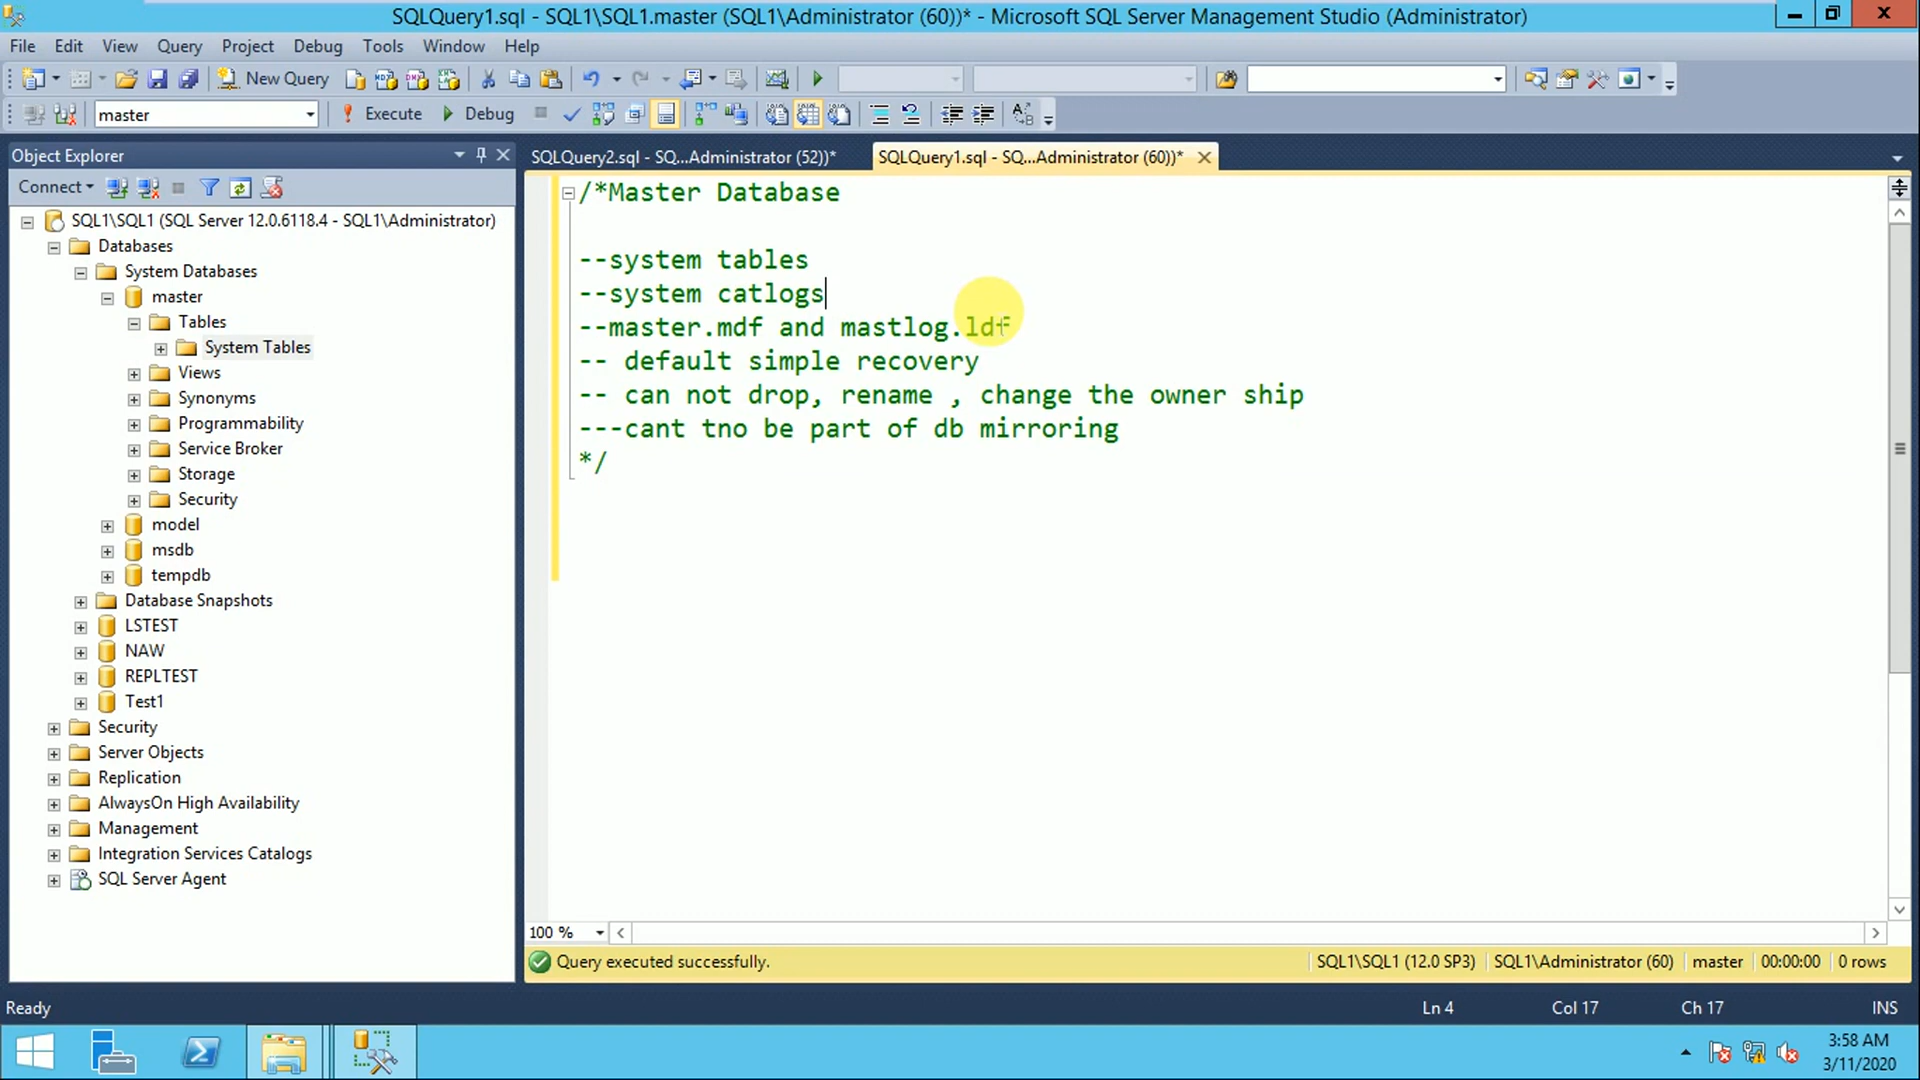 SQLQuery1.sql - SQL1\SQL1.master (SQL1\Administrator (60))* - Microsoft SQL Server Management Studio (Administrator)
File Edit View Query Project Debug Tools Window Help
New Query
master Execute Debug
Object Explorer
Connect
SQL1\SQL1 (SQL Server 12.0.6118.4 - SQL1\Administrator)
Databases
System Databases
master
Tables
System Tables
Views
Synonyms
Programmability
Service Broker
Storage
Security
model
msdb
tempdb
Database Snapshots
LSTEST
NAW
REPLTEST
Test1
Security
Server Objects
Replication
AlwaysOn High Availability
Management
Integration Services Catalogs
SQL Server Agent
SQLQuery2.sql - SQ...Administrator (52))* SQLQuery1.sql - SQ...Administrator (60))*
/*Master Database
--system tables
--system catlogs
--master.mdf and mastlog.ldf
-- default simple recovery
-- can not drop, rename , change the owner ship
---cant tno be part of db mirroring
*/
100 %
Query executed successfully. SQL1\SQL1 (12.0 SP3) SQL1\Administrator (60) master 00:00:00 0 rows
Ready Ln 4 Col 17 Ch 17 INS
3:58 AM
3/11/2020